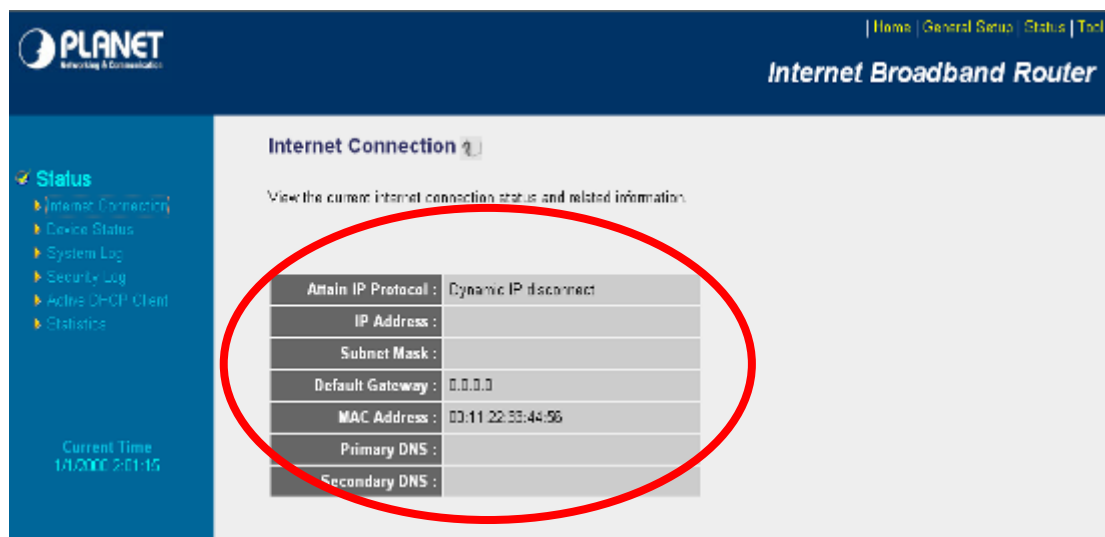 PLANET
Networking & Communication
| Home | General Setup | Status | Tool
Internet Broadband Router
Status
Internet Connection
Device Status
System Log
Security Log
Active DHCP Client
Statistics
Current Time
1/1/2000 2:01:15
Internet Connection
View the current internet connection status and related information.
Attain IP Protocol : Dynamic IP disconnect
IP Address :
Subnet Mask :
Default Gateway : 0.0.0.0
MAC Address : 00:11:22:33:44:56
Primary DNS :
Secondary DNS :